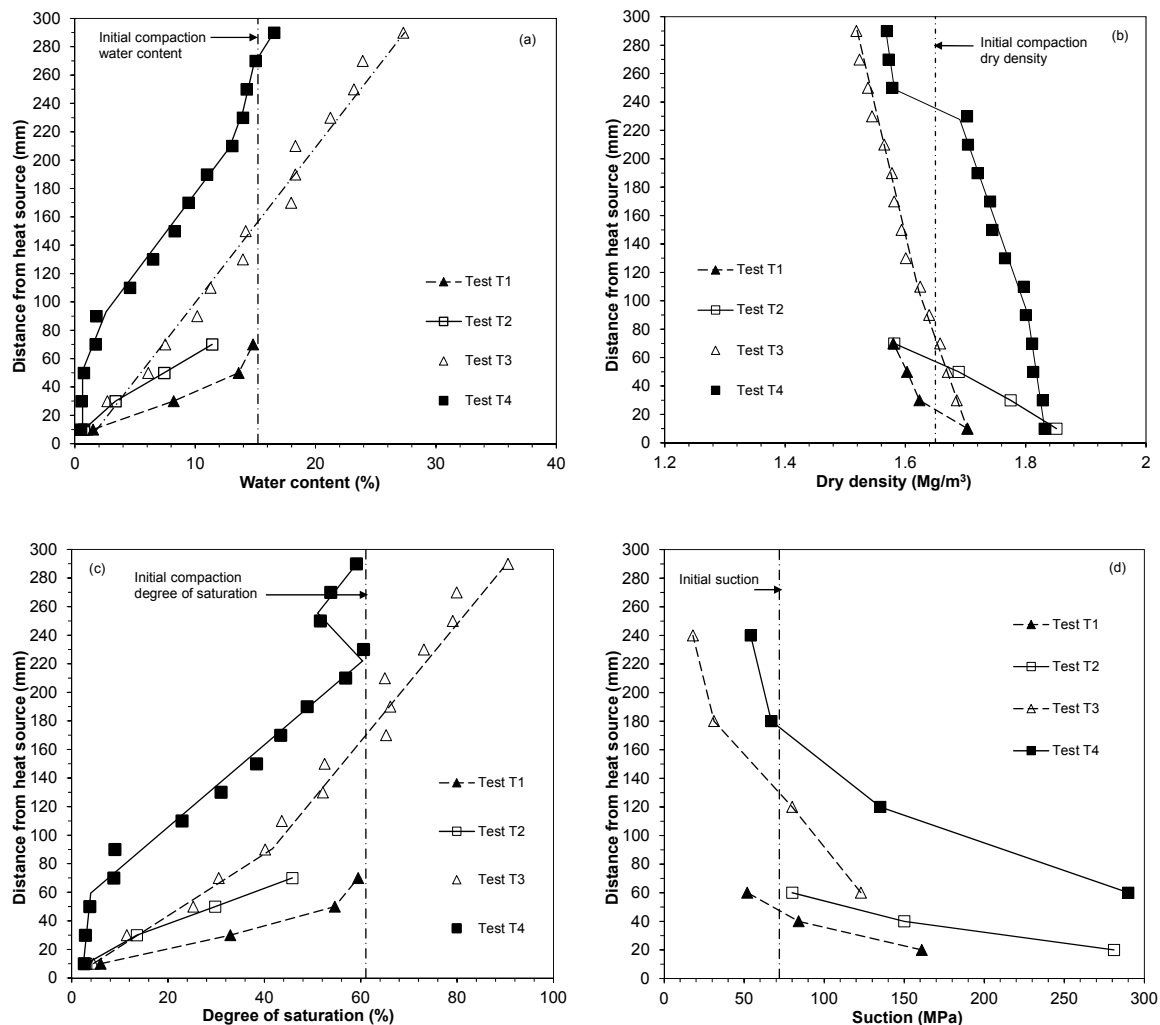 (a)
Initial compaction
water content
Distance from heat source (mm)
300
280
260
240
220
200
180
160
140
120
100
80
60
40
20
0
Test T1
Test T2
Test T3
Test T4
0 10 20 30 40
Water content (%)
(b)
Initial compaction
dry density
Distance from heat source (mm)
300
280
260
240
220
200
180
160
140
120
100
80
60
40
20
0
Test T1
Test T2
Test T3
Test T4
1.2 1.4 1.6 1.8 2
Dry density (Mg/m³)
(c)
Initial compaction
degree of saturation
Distance from heat source (mm)
300
280
260
240
220
200
180
160
140
120
100
80
60
40
20
0
Test T1
Test T2
Test T3
Test T4
0 20 40 60 80 100
Degree of saturation (%)
(d)
Initial suction
Distance from heat source (mm)
300
280
260
240
220
200
180
160
140
120
100
80
60
40
20
0
Test T1
Test T2
Test T3
Test T4
0 50 100 150 200 250 300
Suction (MPa)